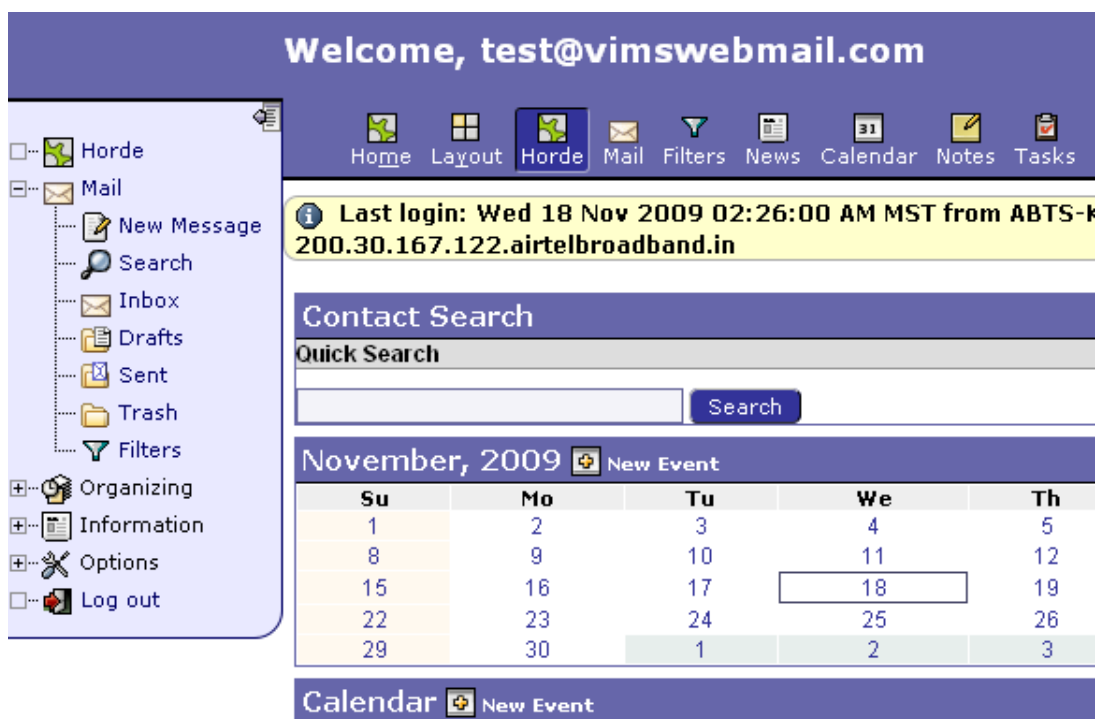 Welcome, test@vimswebmail.com
Horde
Mail
New Message
Search
Inbox
Drafts
Sent
Trash
Filters
Organizing
Information
Options
Log out
Home Layout Horde Mail Filters News 31 Calendar Notes Tasks
Last login: Wed 18 Nov 2009 02:26:00 AM MST from ABTS-K
200.30.167.122.airtelbroadband.in
Contact Search
Quick Search
Search
November, 2009 New Event
Su Mo Tu We Th
1 2 3 4 5
8 9 10 11 12
15 16 17 18 19
22 23 24 25 26
29 30 1 2 3
Calendar New Event